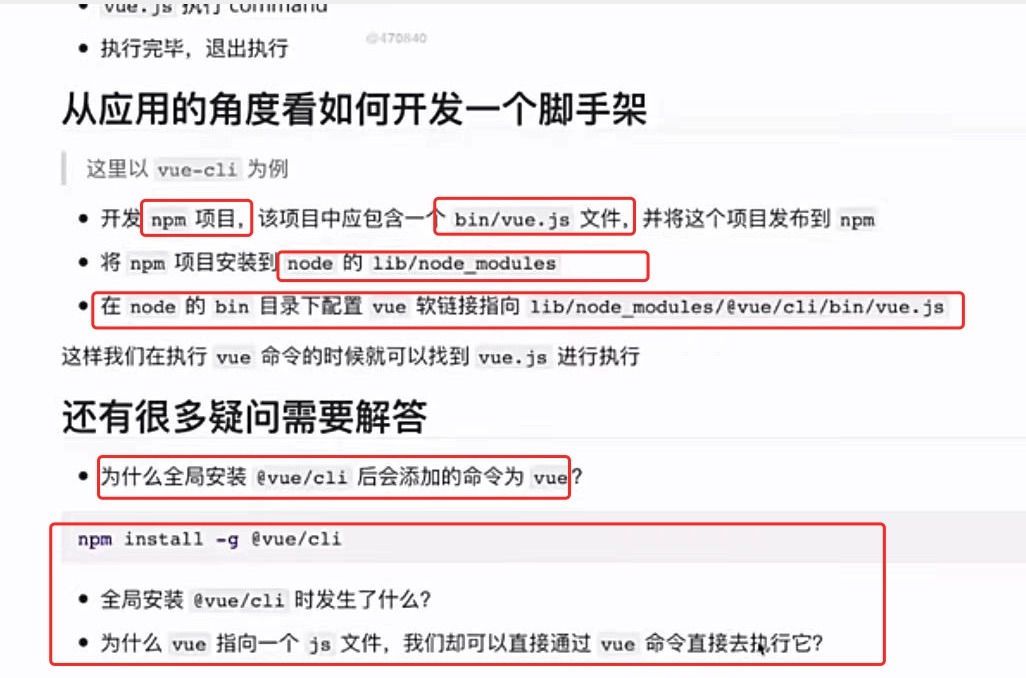 vue.js 执行 command
执行完毕，退出执行
@470840
从应用的角度看如何开发一个脚手架
这里以 vue-cli 为例
开发 npm 项目，该项目中应包含一个 bin/vue.js 文件，并将这个项目发布到 npm
将 npm 项目安装到 node 的 lib/node_modules
在 node 的 bin 目录下配置 vue 软链接指向 lib/node_modules/@vue/cli/bin/vue.js
这样我们在执行 vue 命令的时候就可以找到 vue.js 进行执行
还有很多疑问需要解答
为什么全局安装 @vue/cli 后会添加的命令为 vue？
npm install -g @vue/cli
全局安装 @vue/cli 时发生了什么？
为什么 vue 指向一个 js 文件，我们却可以直接通过 vue 命令直接去执行它？